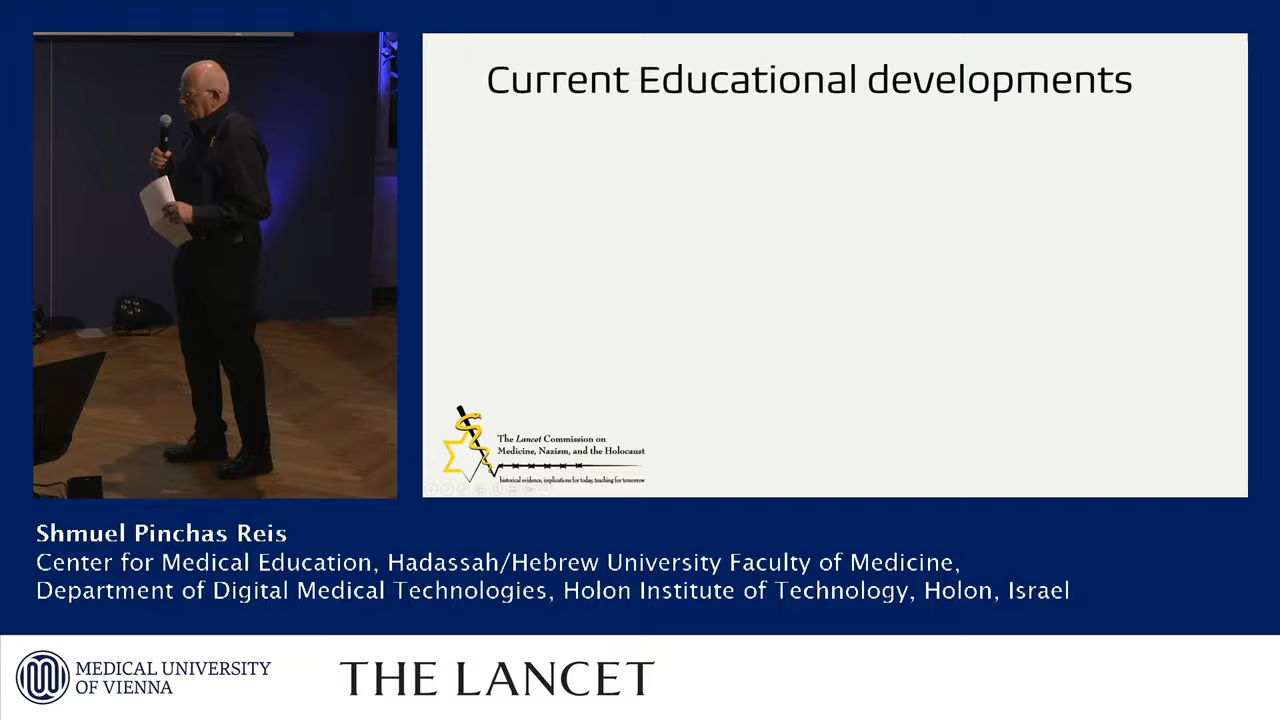 Current Educational developments
The Lancet Commission on
Medicine, Nazism, and the Holocaust
historical evidence, implications for today, teaching for tomorrow
Shmuel Pinchas Reis
Center for Medical Education, Hadassah/Hebrew University Faculty of Medicine,
Department of Digital Medical Technologies, Holon Institute of Technology, Holon, Israel
MEDICAL UNIVERSITY
OF VIENNA
THE LANCET